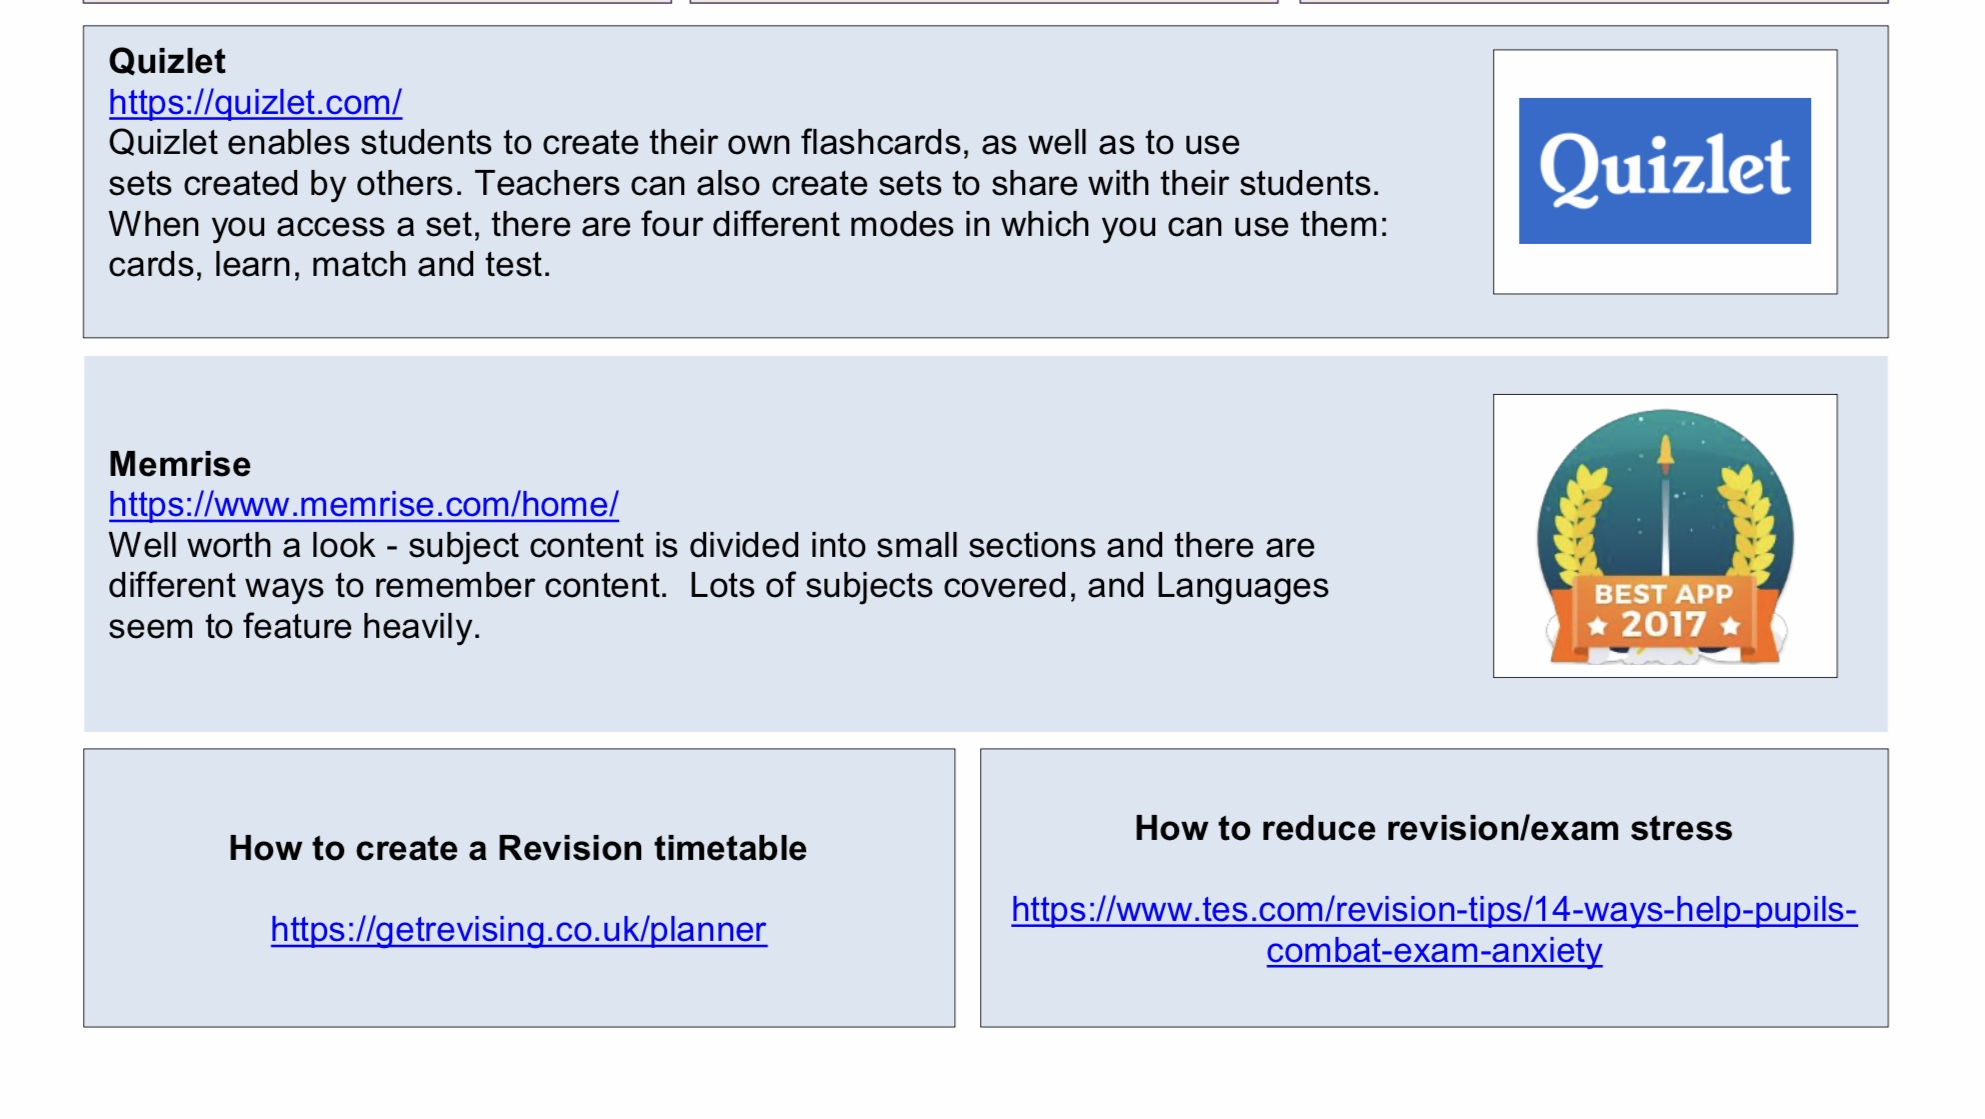 Quizlet
https://quizlet.com/
Quizlet enables students to create their own flashcards, as well as to use
sets created by others. Teachers can also create sets to share with their students.
When you access a set, there are four different modes in which you can use them:
cards, learn, match and test.
Quizlet
Memrise
https://www.memrise.com/home/
Well worth a look - subject content is divided into small sections and there are
different ways to remember content.  Lots of subjects covered, and Languages
seem to feature heavily.
BEST APP
2017
How to create a Revision timetable
https://getrevising.co.uk/planner
How to reduce revision/exam stress
https://www.tes.com/revision-tips/14-ways-help-pupils-
combat-exam-anxiety